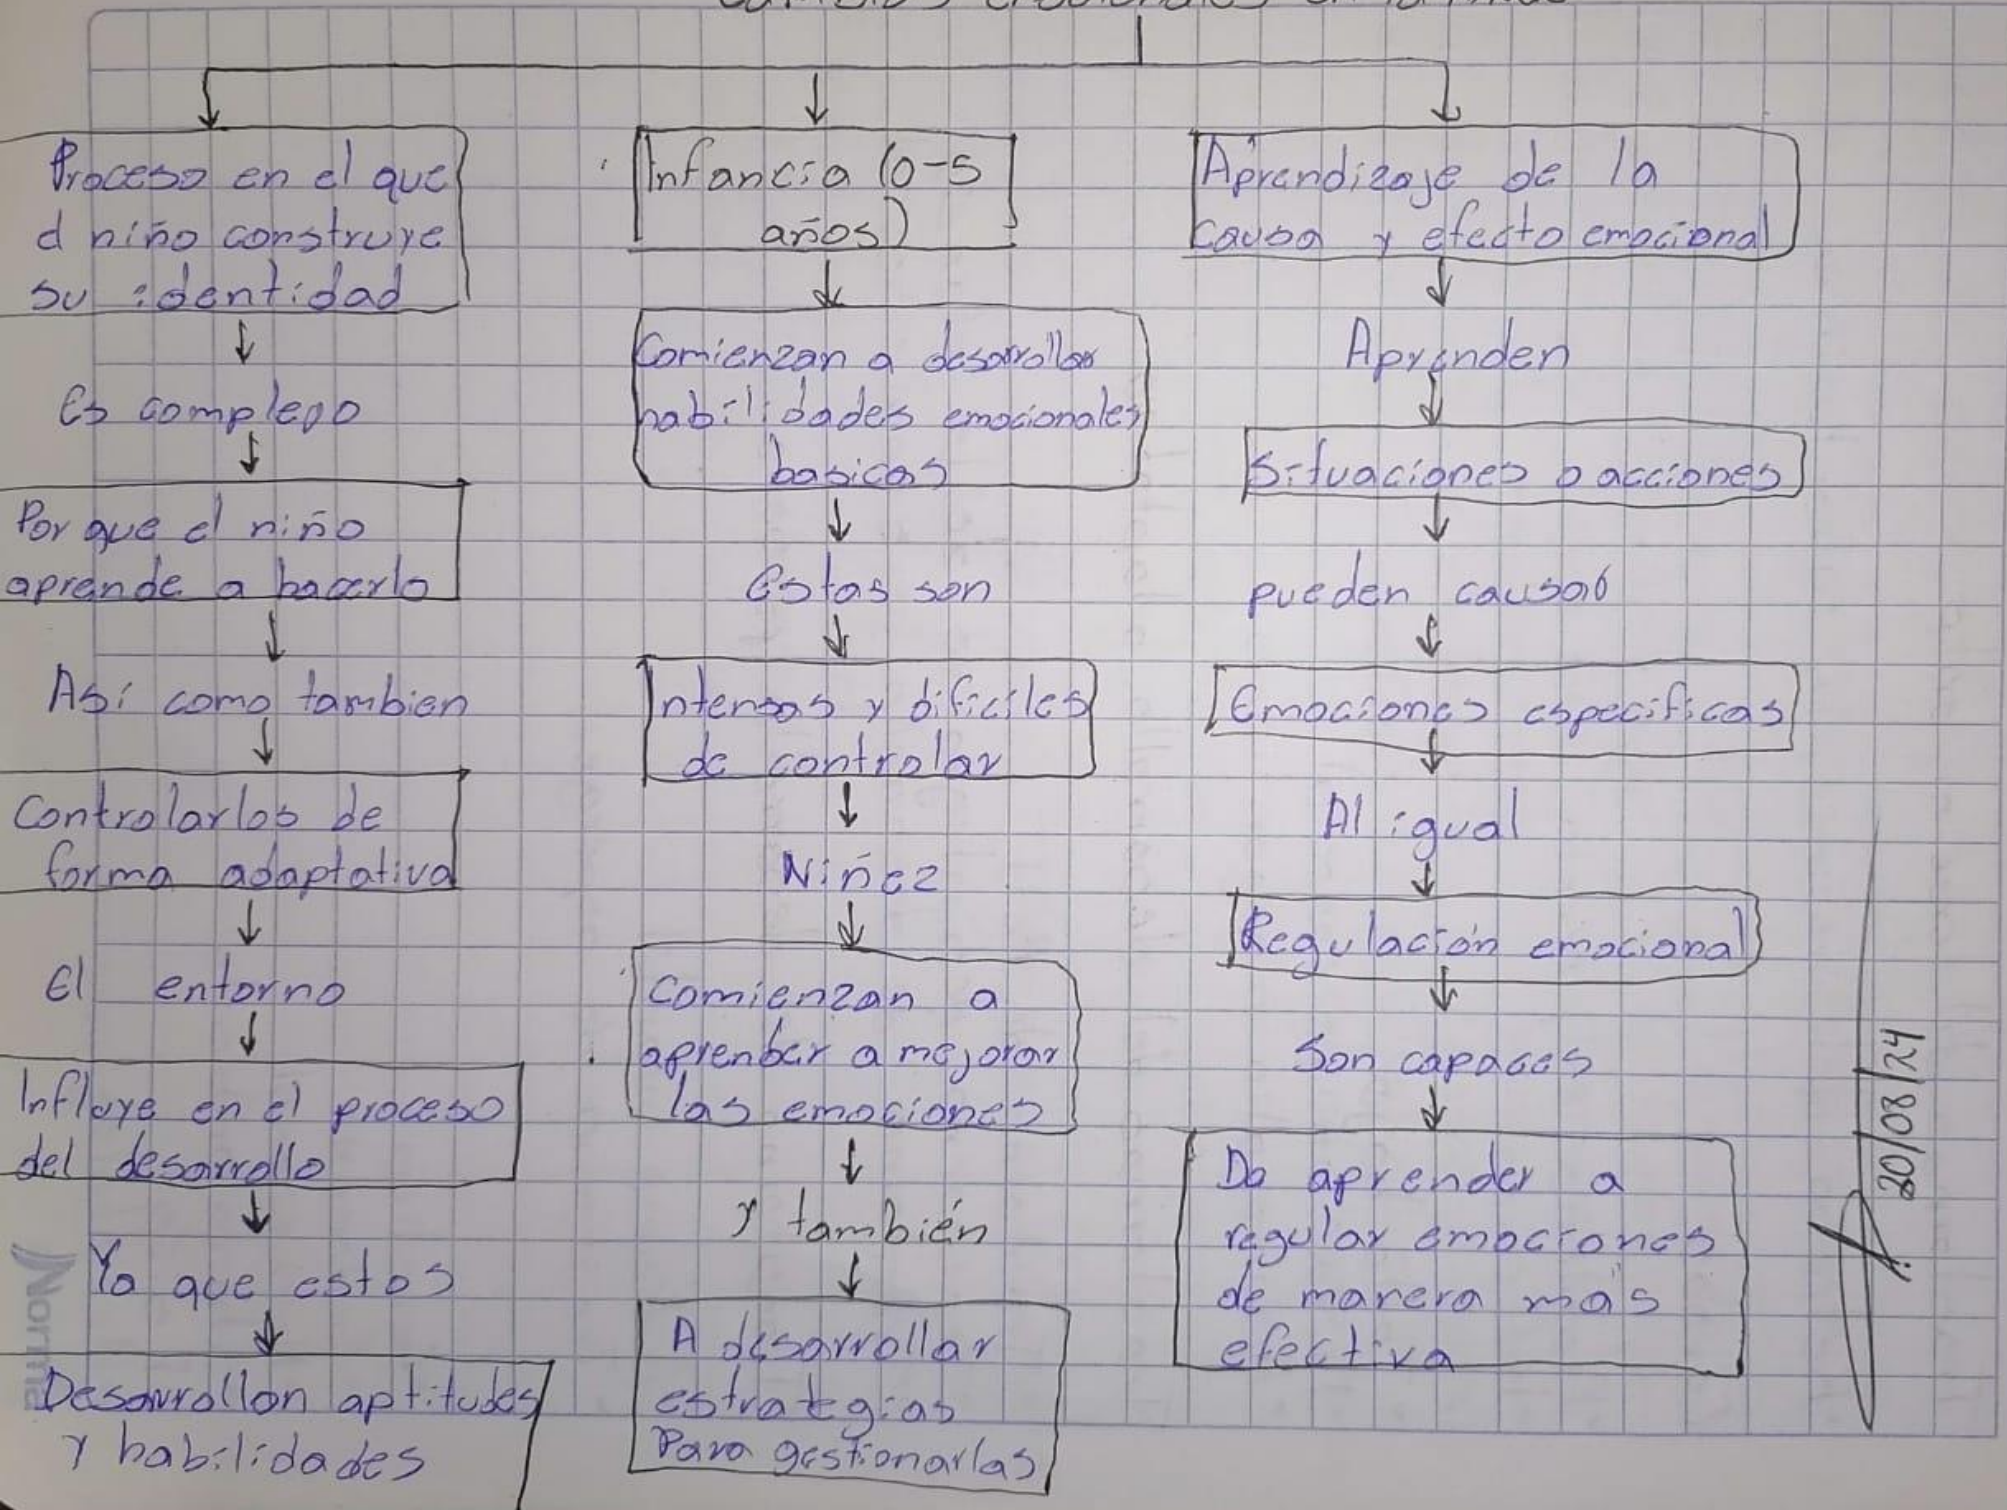 Proceso en el que
el niño construye
su identidad
Es complejo
Por que el niño
aprende a hacerlo
Así como tambien
Controlarlos de
forma adaptativa
El entorno
Influye en el proceso
del desarrollo
Ya que estos
Desarrollan aptitudes
y habilidades
Infancia (0-5
años)
Comienzan a desarrollar
habilidades emocionales
basicas
Estas son
Intensas y dificiles
de controlar
Niñez
Comienzan a
aprender a mejorar
las emociones
y también
A desarrollar
estrategias
Para gestionarlas
Aprendizaje de la
causa y efecto emocional
Aprenden
Situaciones o acciones
pueden causar
Emociones especificas
Al igual
Regulación emocional
Son capaces
De aprender a
regular emociones
de manera más
efectiva
20/08/24
Norma